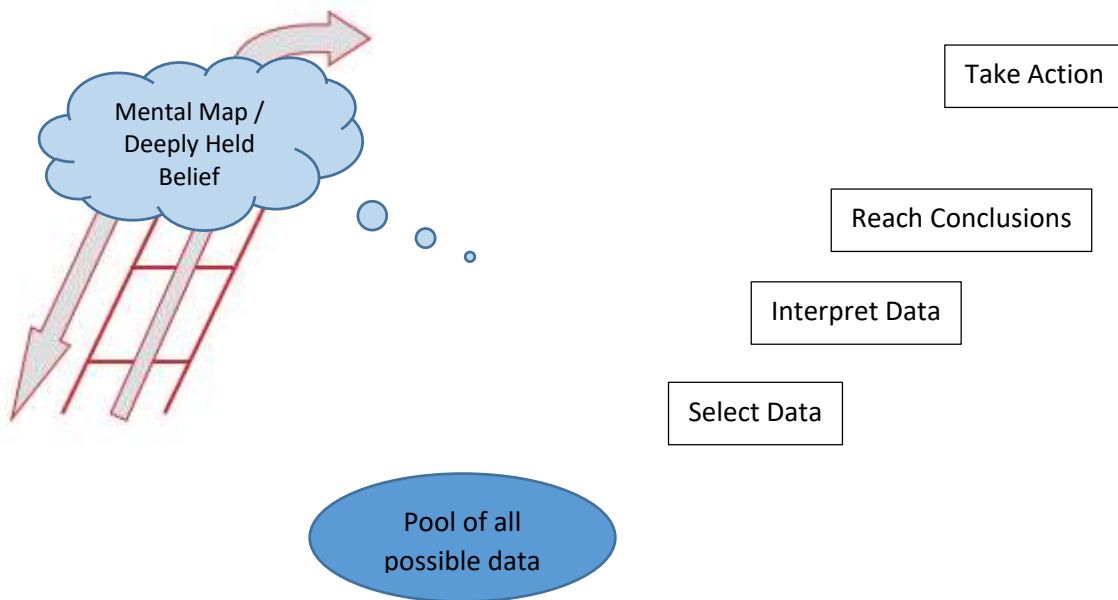 Take Action
Mental Map /
Deeply Held
Belief
Reach Conclusions
Interpret Data
Select Data
Pool of all
possible data